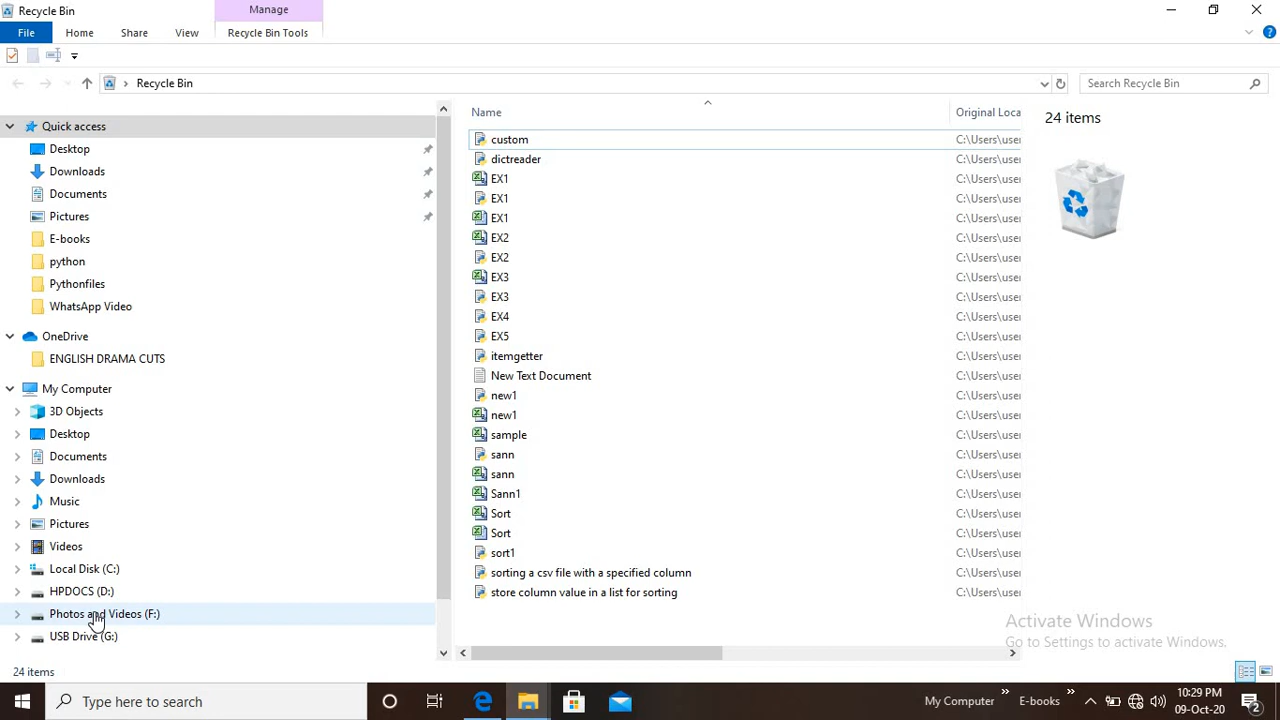 Recycle Bin
Manage
File
Home
Share
View
Recycle Bin Tools
Recycle Bin
Search Recycle Bin
Quick access
Desktop
Downloads
Documents
Pictures
E-books
python
Pythonfiles
WhatsApp Video
OneDrive
ENGLISH DRAMA CUTS
My Computer
3D Objects
Desktop
Documents
Downloads
Music
Pictures
Videos
Local Disk (C:)
HPDOCS (D:)
Photos and Videos (F:)
USB Drive (G:)
Name Original Loca
custom C:\Users\use
dictreader C:\Users\use
EX1 C:\Users\use
EX1 C:\Users\use
EX1 C:\Users\use
EX2 C:\Users\use
EX2 C:\Users\use
EX3 C:\Users\use
EX3 C:\Users\use
EX4 C:\Users\use
EX5 C:\Users\use
itemgetter C:\Users\use
New Text Document C:\Users\use
new1 C:\Users\use
new1 C:\Users\use
sample C:\Users\use
sann C:\Users\use
sann C:\Users\use
Sann1 C:\Users\use
Sort C:\Users\use
Sort C:\Users\use
sort1 C:\Users\use
sorting a csv file with a specified column C:\Users\use
store column value in a list for sorting C:\Users\use
24 items
Activate Windows
Go to Settings to activate Windows.
24 items
Type here to search
My Computer
E-books
10:29 PM
09-Oct-20
2